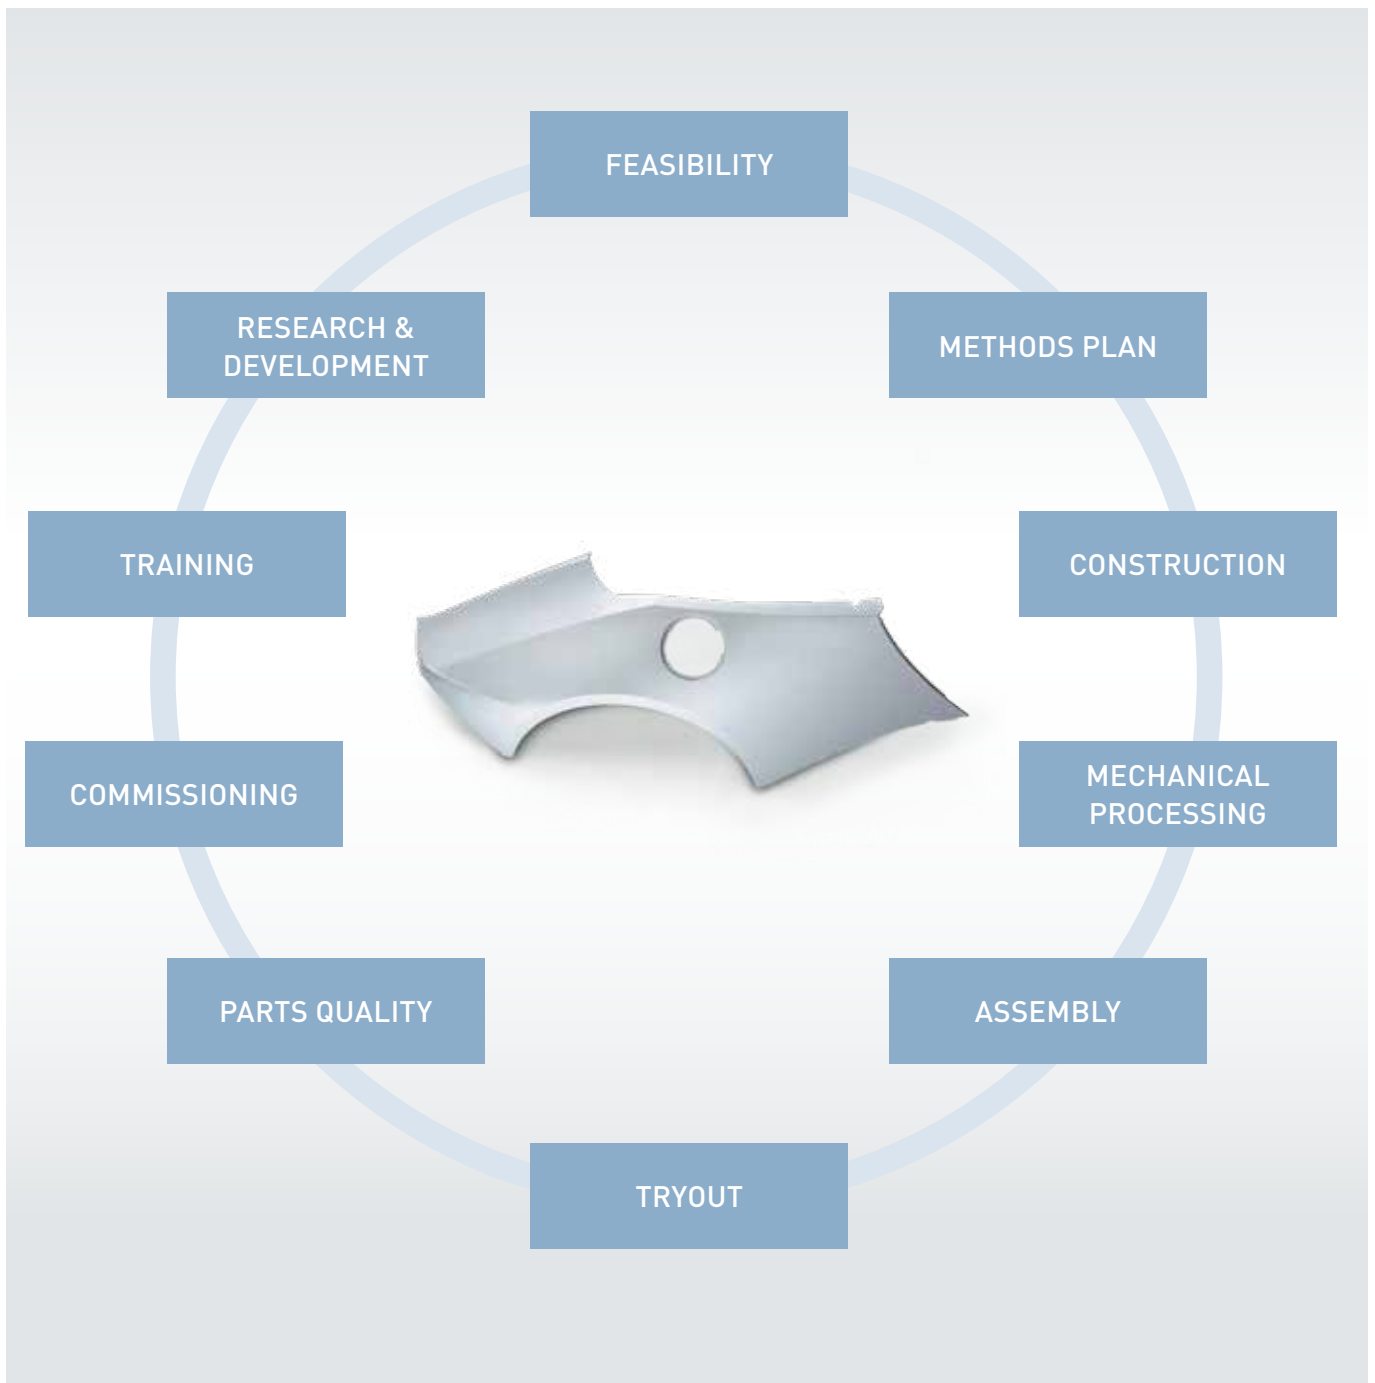 FEASIBILITY
METHODS PLAN
CONSTRUCTION
MECHANICAL
PROCESSING
ASSEMBLY
TRYOUT
PARTS QUALITY
COMMISSIONING
TRAINING
RESEARCH &
DEVELOPMENT